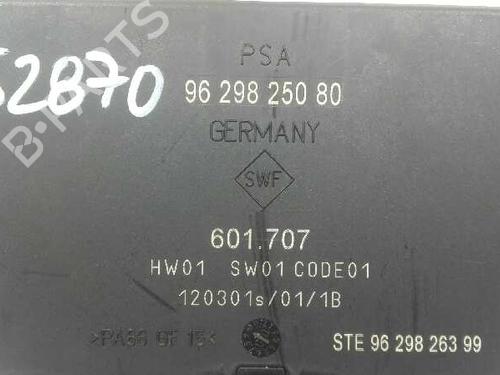 PSA
52870
96 298 250 80
GERMANY
SWF
601.707
HW01 SW01 CODE01
120301s/01/1B
>PA66 GF 15<
STE 96 298 263 99
B-PARTS